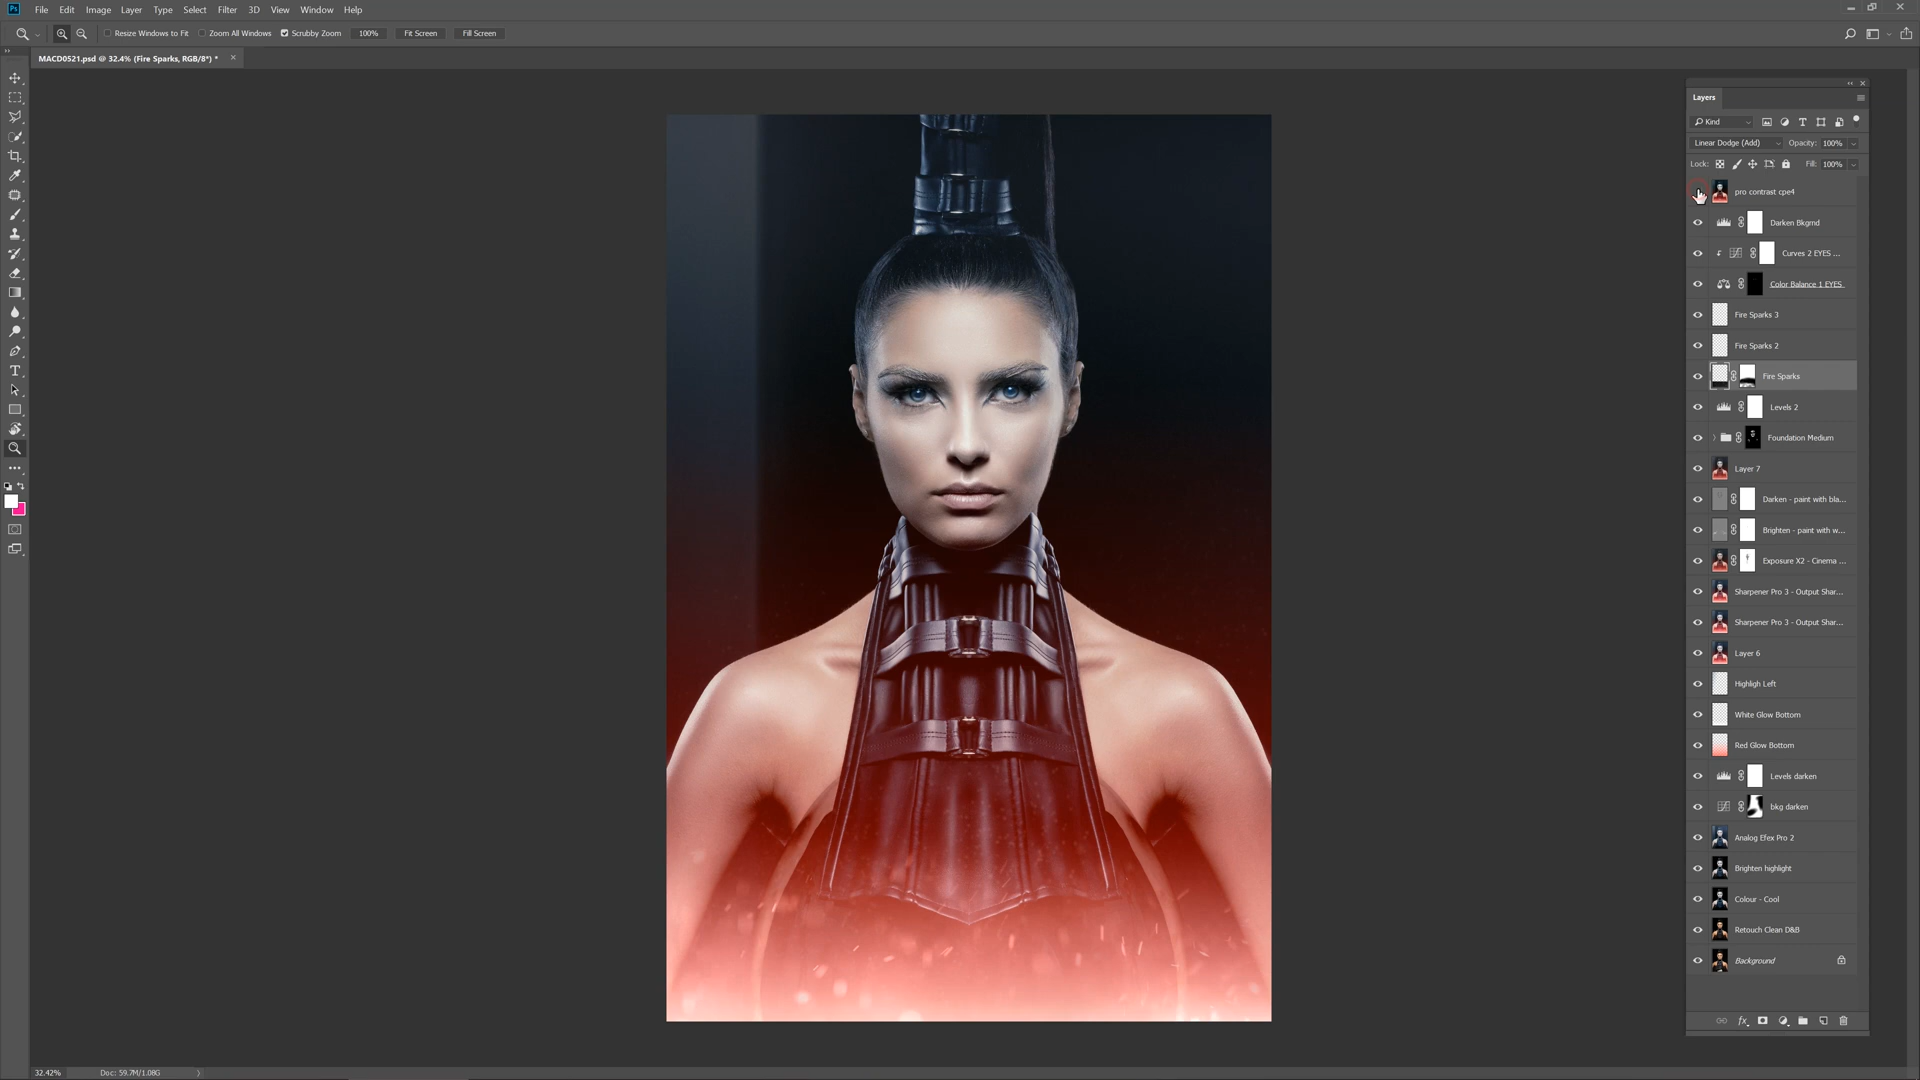 Ps File Edit Image Layer Type Select Filter 3D View Window Help
Resize Windows to Fit Zoom All Windows Scrubby Zoom 100% Fit Screen Fill Screen
MACD0521.psd @ 32.4% (Fire Sparks, RGB/8*) *
Layers
Kind
Linear Dodge (Add) Opacity: 100%
Lock: Fill: 100%
pro contrast cpe4
Darken Bkgrnd
Curves 2 EYES ...
Color Balance 1 EYES
Fire Sparks 3
Fire Sparks 2
Fire Sparks
Levels 2
Foundation Medium
Layer 7
Darken - paint with bla...
Brighten - paint with w...
Exposure X2 - Cinema ...
Sharpener Pro 3 - Output Shar...
Sharpener Pro 3 - Output Shar...
Layer 6
Highligh Left
White Glow Bottom
Red Glow Bottom
Levels darken
bkg darken
Analog Efex Pro 2
Brighten highlight
Colour - Cool
Retouch Clean D&B
Background
fx
32.42% Doc: 59.7M/1.08G